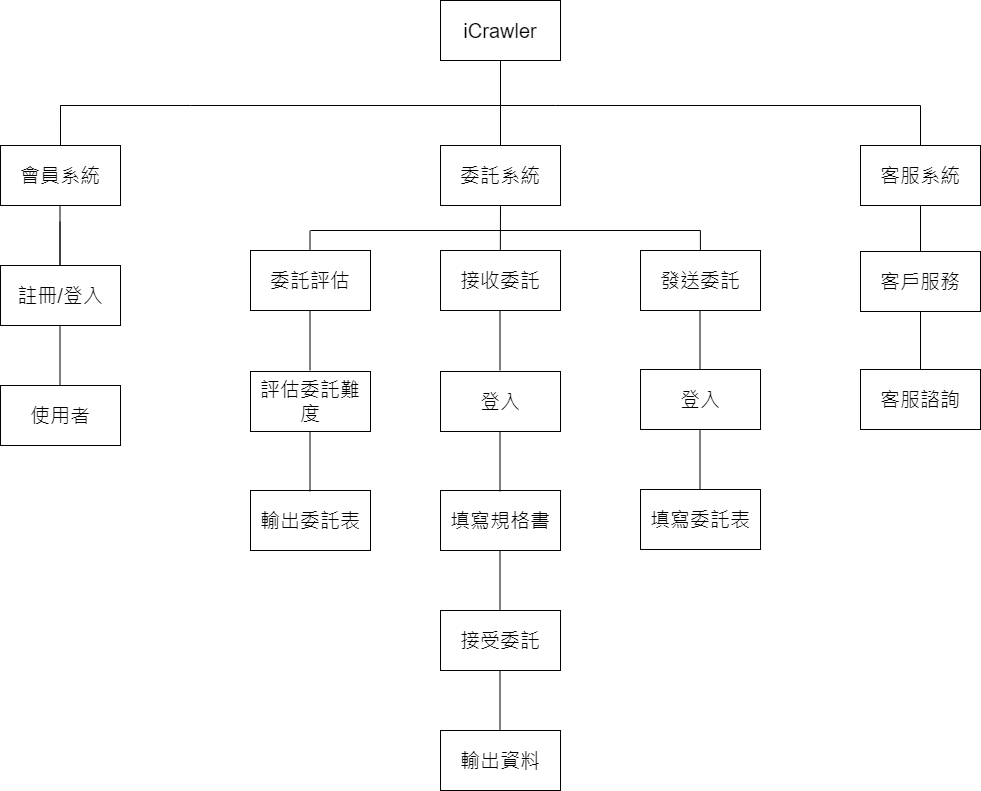 iCrawler
會員系統
委託系統
客服系統
委託評估
接收委託
發送委託
客戶服務
註冊/登入
評估委託難
度
登入
登入
客服諮詢
使用者
輸出委託表
填寫規格書
填寫委託表
接受委託
輸出資料